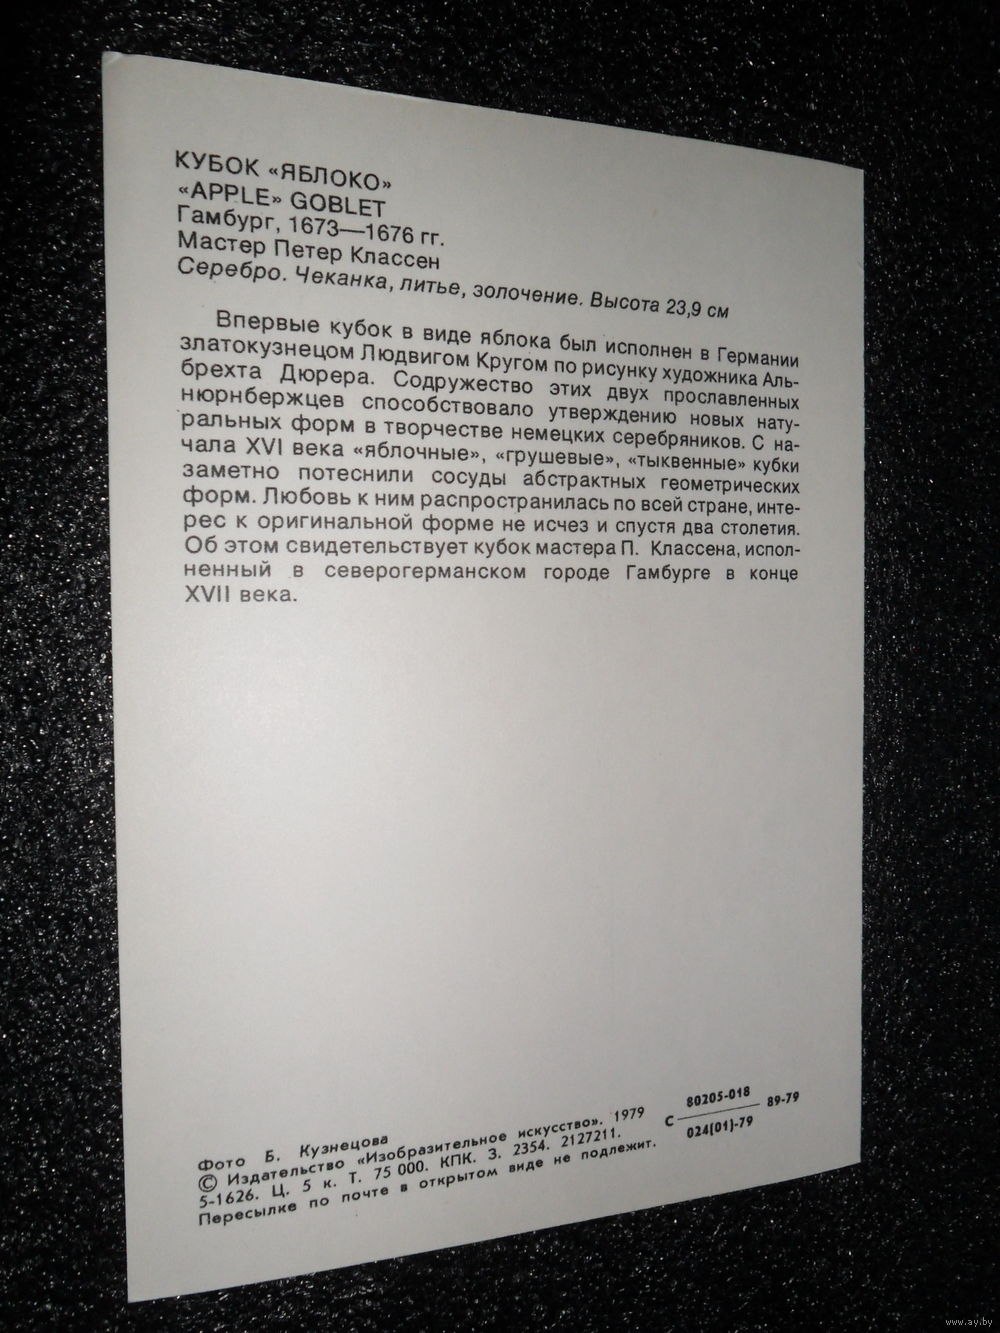 КУБОК «ЯБЛОКО»
«APPLE» GOBLET
Гамбург, 1673—1676 гг.
Мастер Петер Классен
Серебро. Чеканка, литье, золочение. Высота 23,9 см
Впервые кубок в виде яблока был исполнен в Германии
златокузнецом Людвигом Кругом по рисунку художника Аль-
брехта Дюрера. Содружество этих двух прославленных
нюрнбержцев способствовало утверждению новых нату-
ральных форм в творчестве немецких серебряников. С на-
чала XVI века «яблочные», «грушевые», «тыквенные» кубки
заметно потеснили сосуды абстрактных геометрических
форм. Любовь к ним распространилась по всей стране, инте-
рес к оригинальной форме не исчез и спустя два столетия.
Об этом свидетельствует кубок мастера П. Классена, испол-
ненный в северогерманском городе Гамбурге в конце
XVII века.
Фото Б. Кузнецова
© Издательство «Изобразительное искусство». 1979
5-1626. Ц. 5 к. Т. 75 000. КПК. З. 2354. 2127211.
Пересылке по почте в открытом виде не подлежит.
80205-018
С 89-79
024(01)-79
www.ay.by